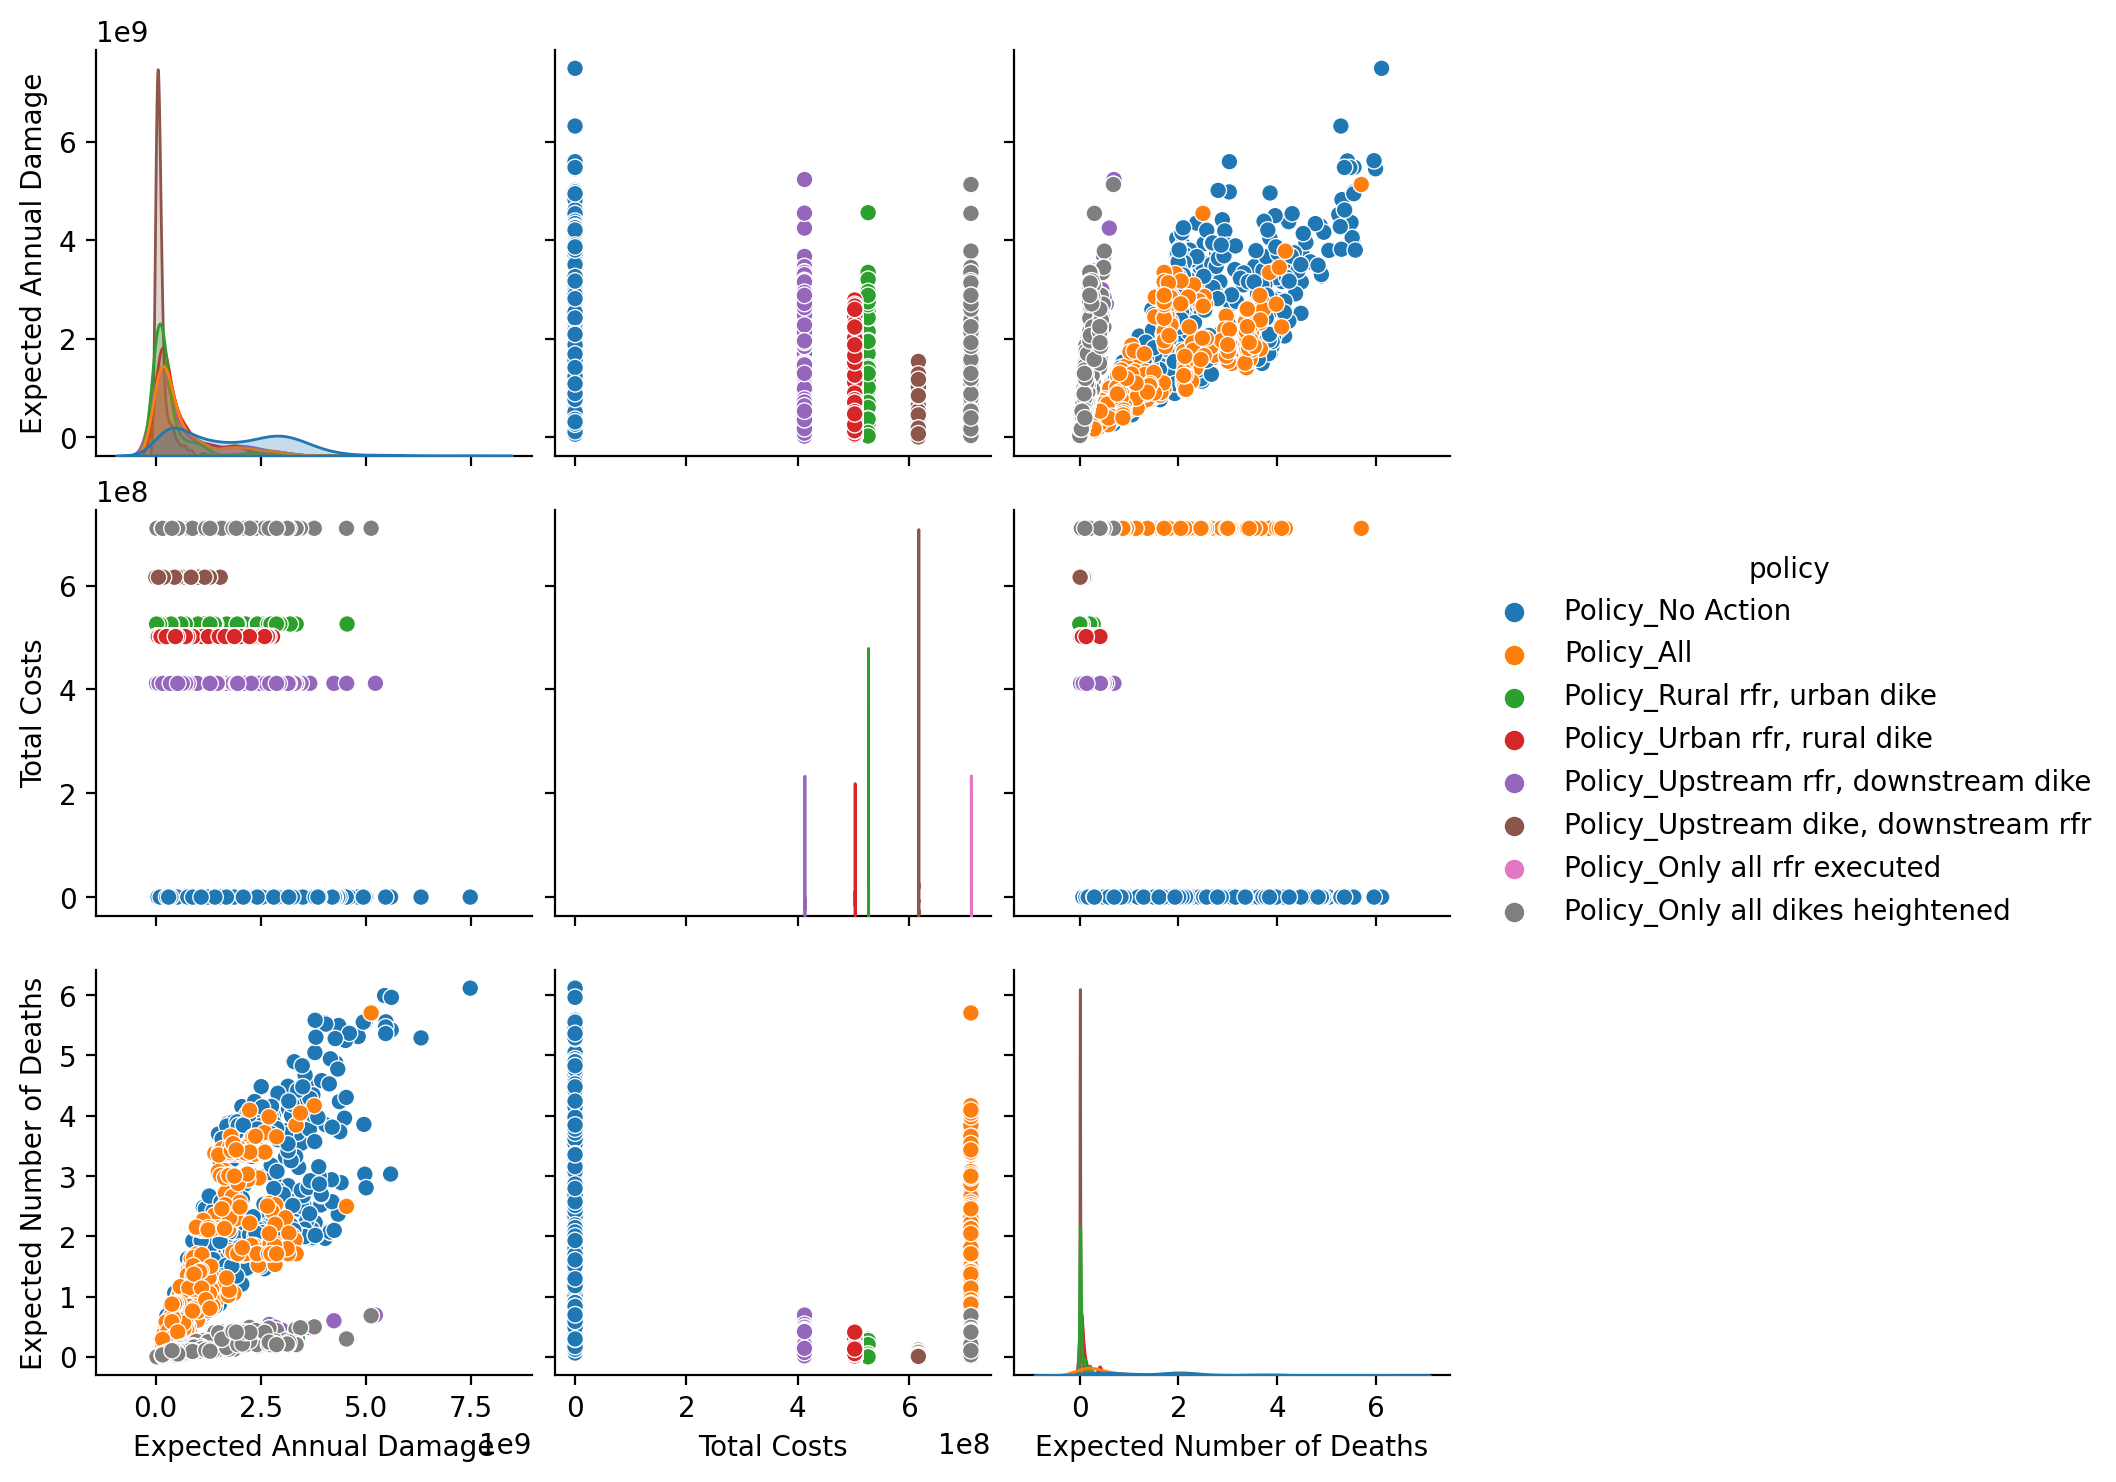 1e9
Expected Annual Damage
6
4
2
0
1e8
Total Costs
6
4
2
0
policy
Policy_No Action
Policy_All
Policy_Rural rfr, urban dike
Policy_Urban rfr, rural dike
Policy_Upstream rfr, downstream dike
Policy_Upstream dike, downstream rfr
Policy_Only all rfr executed
Policy_Only all dikes heightened
Expected Number of Deaths
6
5
4
3
2
1
0
0.0 2.5 5.0 7.5
Expected Annual Damage
1e9
0 2 4 6
Total Costs
1e8
0 2 4 6
Expected Number of Deaths